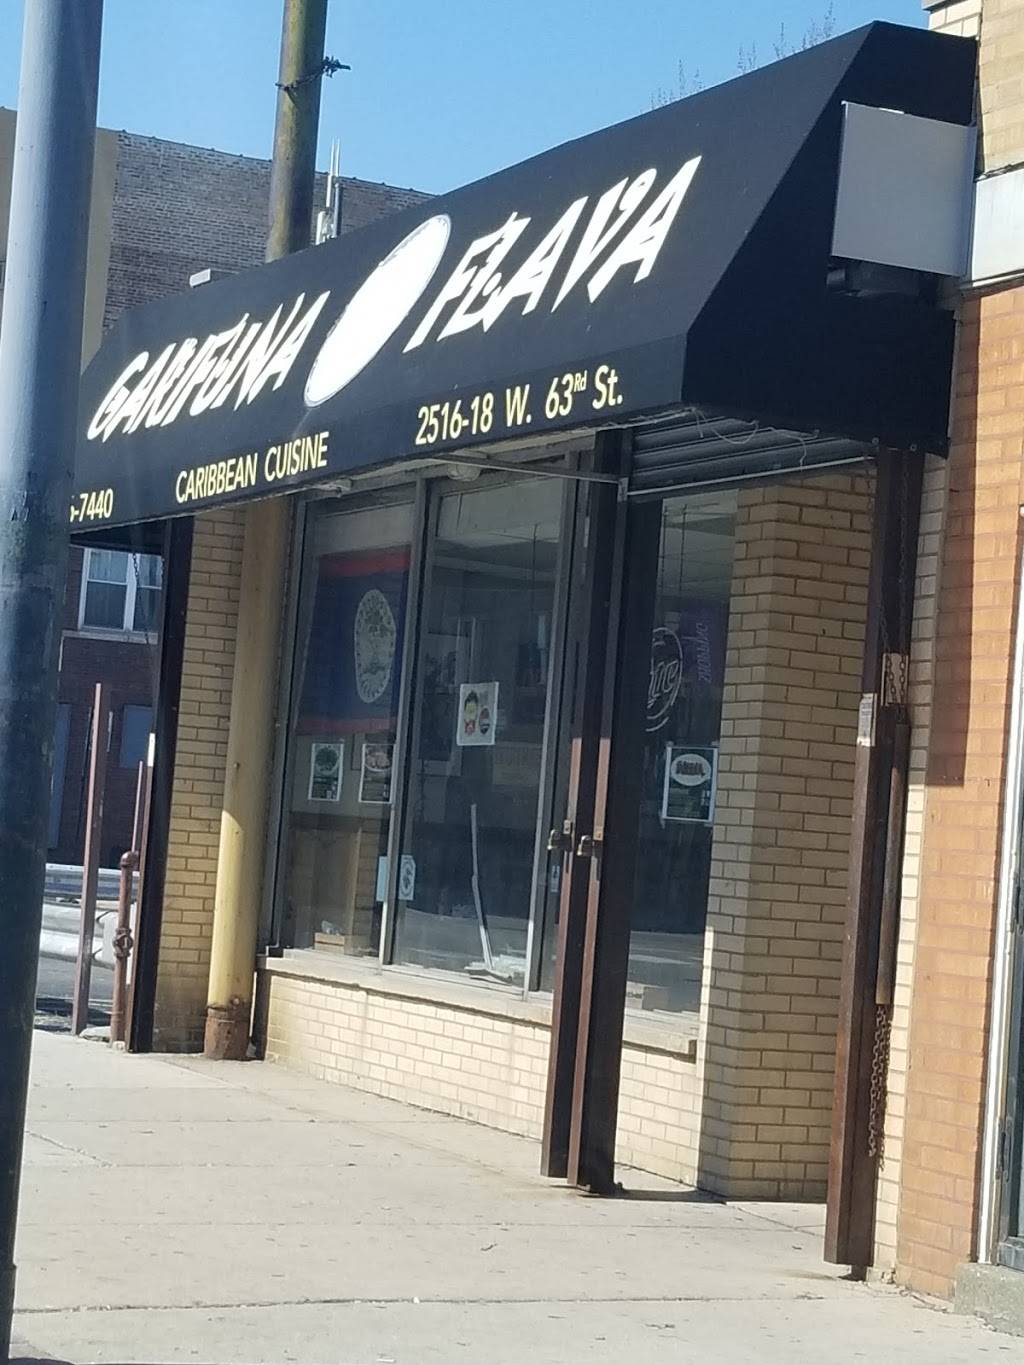 GARIFUNA FLAVA
CARIBBEAN CUISINE
2516-18 W. 63Rd St.
-7440